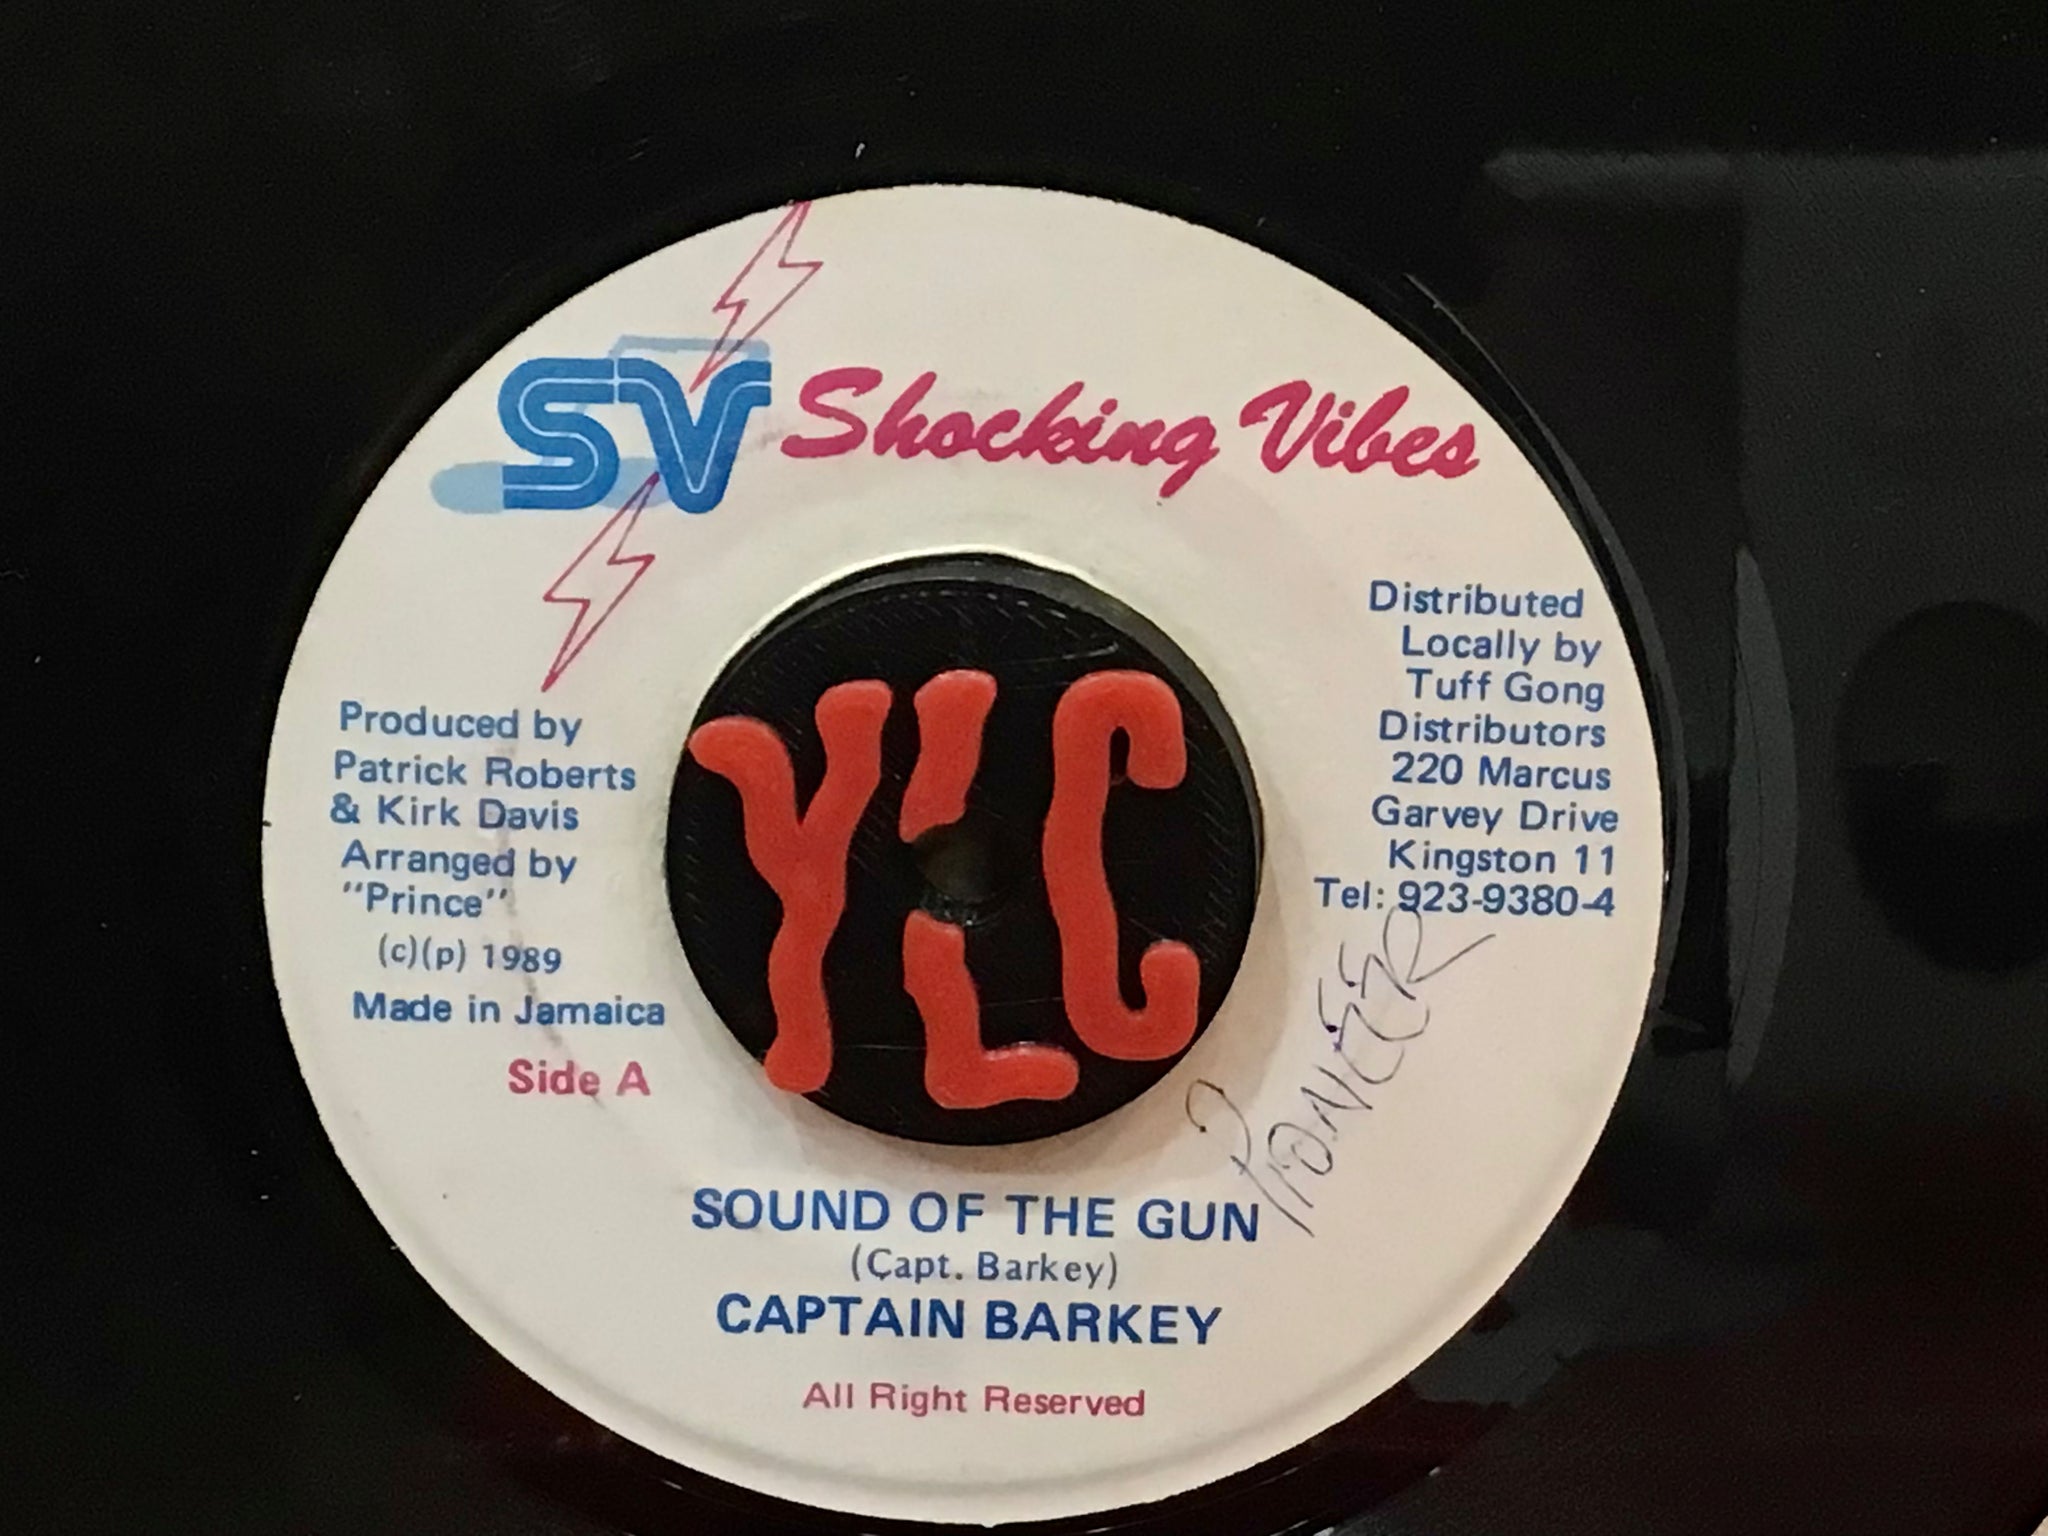 SV Shocking Vibes
Distributed
Locally by
Tuff Gong
Distributors
220 Marcus
Garvey Drive
Kingston 11
Tel: 923-9380-4
Produced by
Patrick Roberts
& Kirk Davis
Arranged by
"Prince"
(c)(p) 1989
Made in Jamaica
Side A
YLC
PIONEER
SOUND OF THE GUN
(Capt. Barkey)
CAPTAIN BARKEY
All Right Reserved